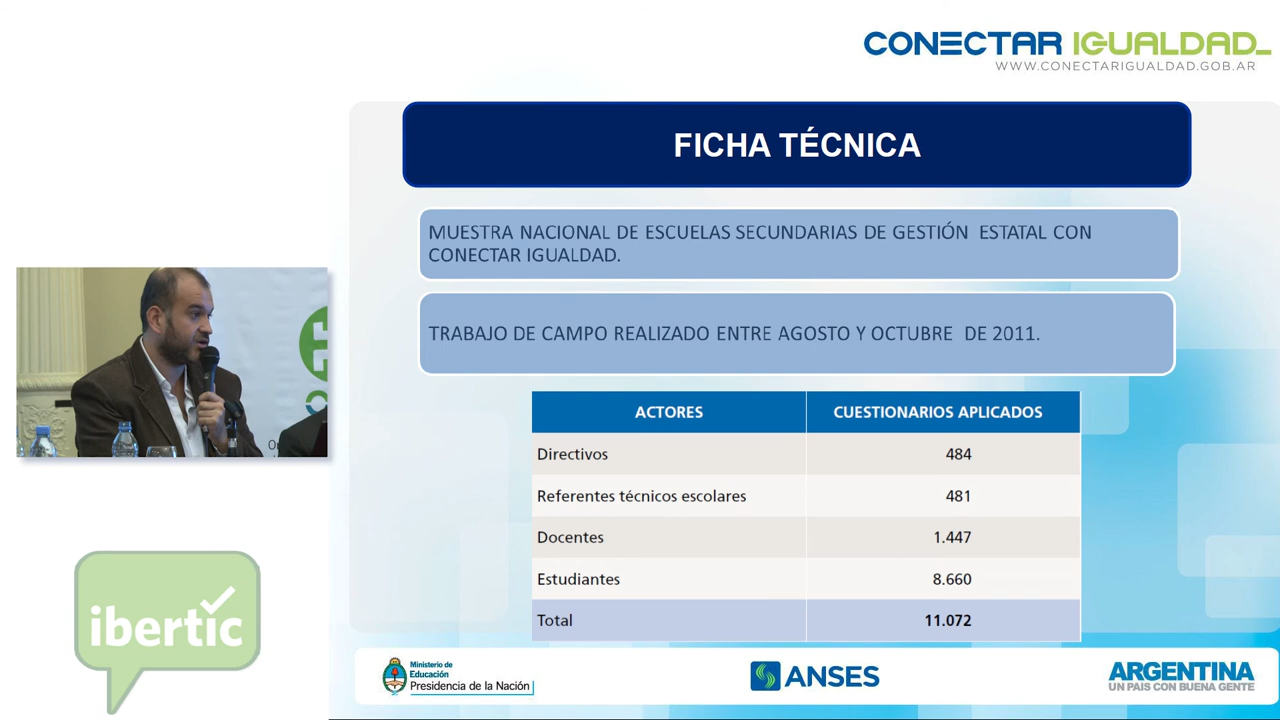 CONECTAR IGUALDAD_
WWW.CONECTARIGUALDAD.GOB.AR
FICHA TÉCNICA
MUESTRA NACIONAL DE ESCUELAS SECUNDARIAS DE GESTIÓN ESTATAL CON
CONECTAR IGUALDAD.
TRABAJO DE CAMPO REALIZADO ENTRE AGOSTO Y OCTUBRE DE 2011.
ACTORES CUESTIONARIOS APLICADOS
Directivos 484
Referentes técnicos escolares 481
Docentes 1.447
Estudiantes 8.660
Total 11.072
ibertic
Ministerio de
Educación
Presidencia de la Nación
ANSES
ARGENTINA
UN PAIS CON BUENA GENTE